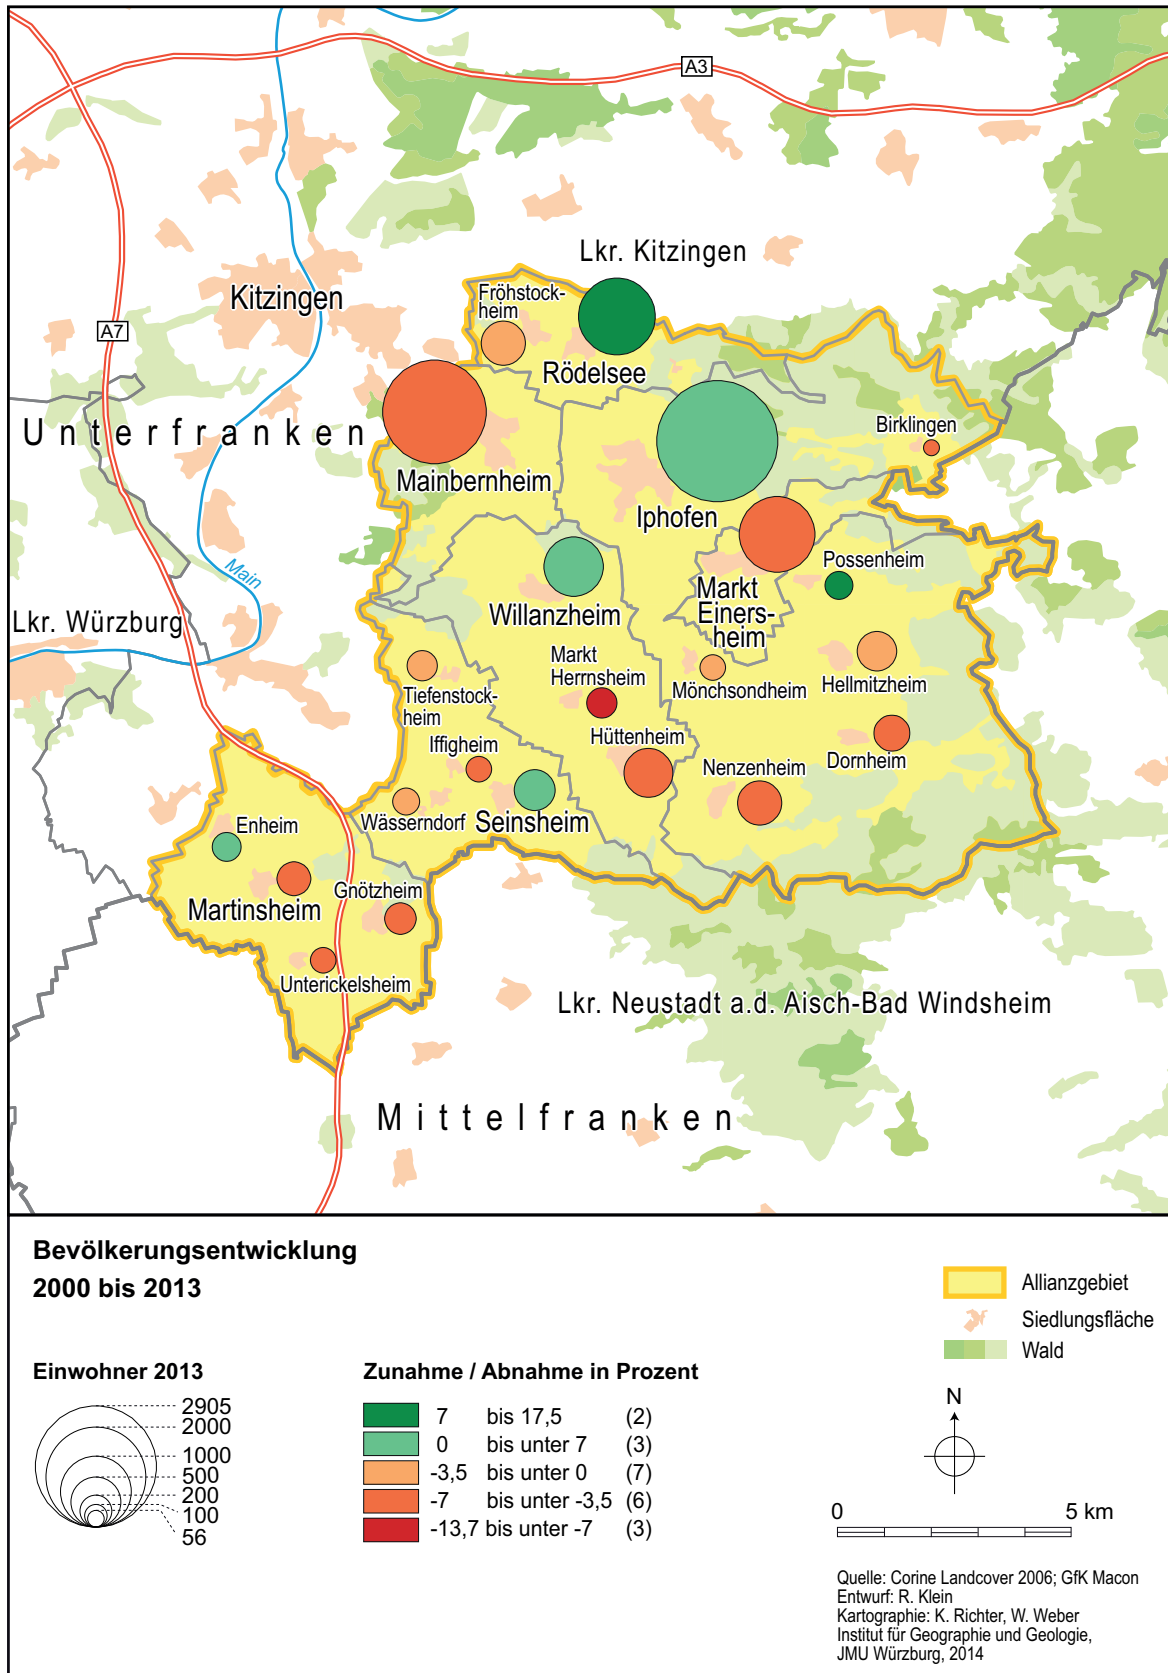 A3
Lkr. Kitzingen
Kitzingen
Fröhstock-
heim
A7
Rödelsee
Unterfranken
Birklingen
Mainbernheim
Iphofen
Possenheim
Main
Markt
Einers-
heim
Willanzheim
Lkr. Würzburg
Markt
Herrnsheim
Mönchsondheim
Hellmitzheim
Tiefenstock-
heim
Iffigheim
Hüttenheim
Nenzenheim
Dornheim
Wässerndorf
Seinsheim
Enheim
Gnötzheim
Martinsheim
Unterickelsheim
Lkr. Neustadt a.d. Aisch-Bad Windsheim
Mittelfranken
Bevölkerungsentwicklung
2000 bis 2013
Einwohner 2013
2905
2000
1000
500
200
100
56
Zunahme / Abnahme in Prozent
7 bis 17,5 (2)
0 bis unter 7 (3)
-3,5 bis unter 0 (7)
-7 bis unter -3,5 (6)
-13,7 bis unter -7 (3)
Allianzgebiet
Siedlungsfläche
Wald
N
0 5 km
Quelle: Corine Landcover 2006; GfK Macon
Entwurf: R. Klein
Kartographie: K. Richter, W. Weber
Institut für Geographie und Geologie,
JMU Würzburg, 2014